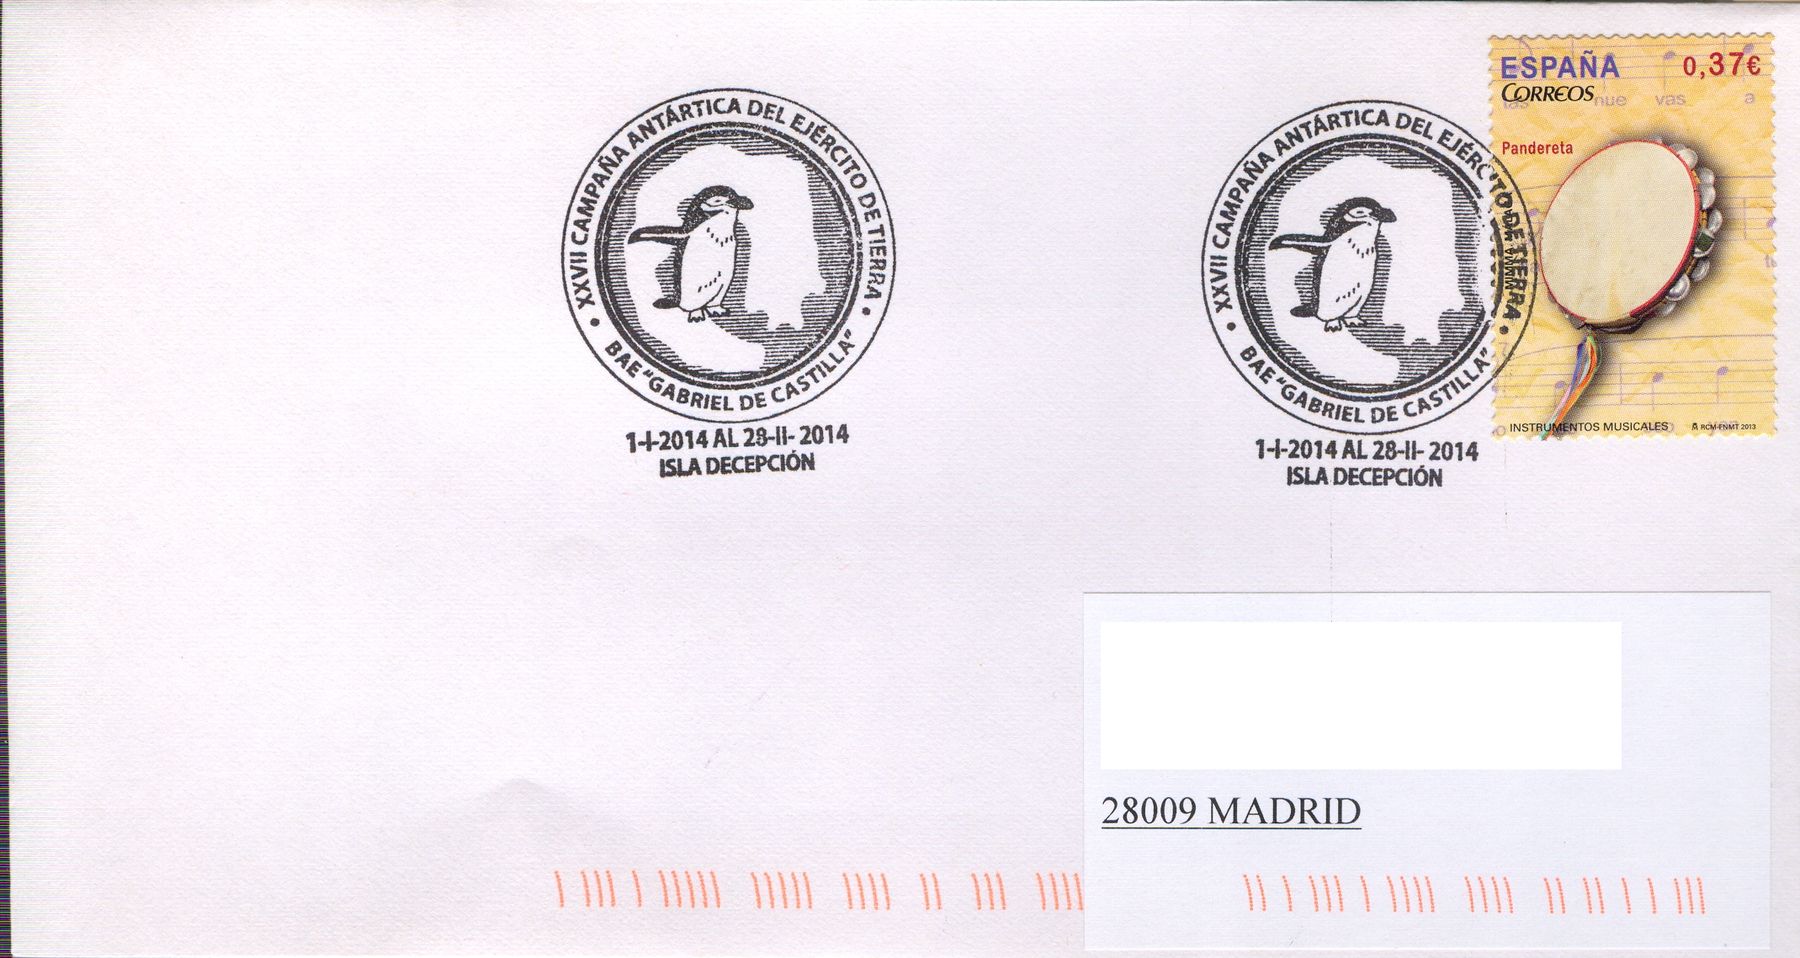 XXVII CAMPAÑA ANTÁRTICA DEL EJÉRCITO DE TIERRA
BAE "GABRIEL DE CASTILLA"
1-I-2014 AL 28-II- 2014
ISLA DECEPCIÓN
XXVII CAMPAÑA ANTÁRTICA DEL EJÉRCITO DE TIERRA
BAE "GABRIEL DE CASTILLA"
1-I-2014 AL 28-II- 2014
ISLA DECEPCIÓN
ESPAÑA 0,37€
CORREOS
nue vas a
Pandereta
INSTRUMENTOS MUSICALES RCM-FNMT 2013
28009 MADRID